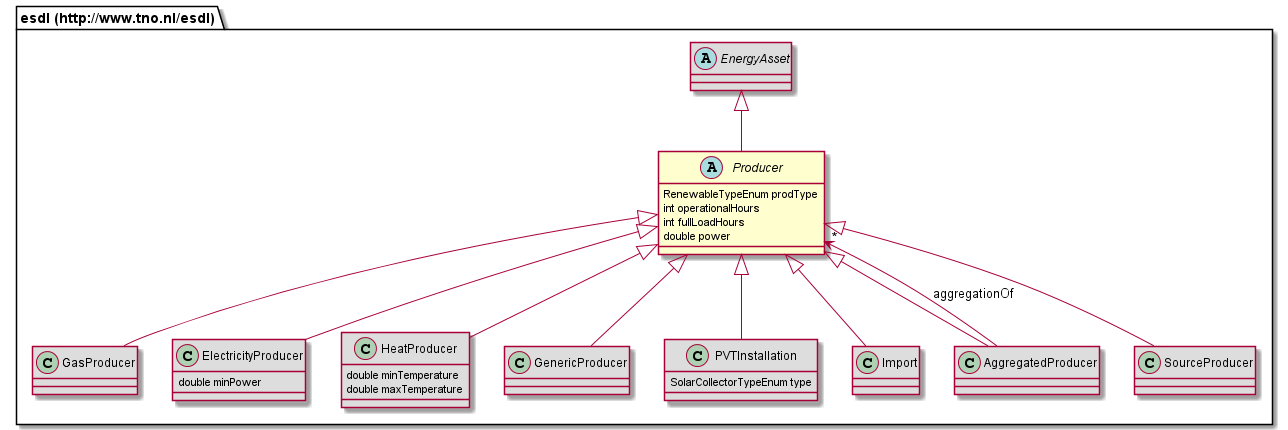 esdl (http://www.tno.nl/esdl)
A EnergyAsset
A Producer
RenewableTypeEnum prodType
int operationalHours
int fullLoadHours
double power
*
aggregationOf
C GasProducer
C ElectricityProducer
double minPower
C HeatProducer
double minTemperature
double maxTemperature
C GenericProducer
C PVTInstallation
SolarCollectorTypeEnum type
C Import
C AggregatedProducer
C SourceProducer